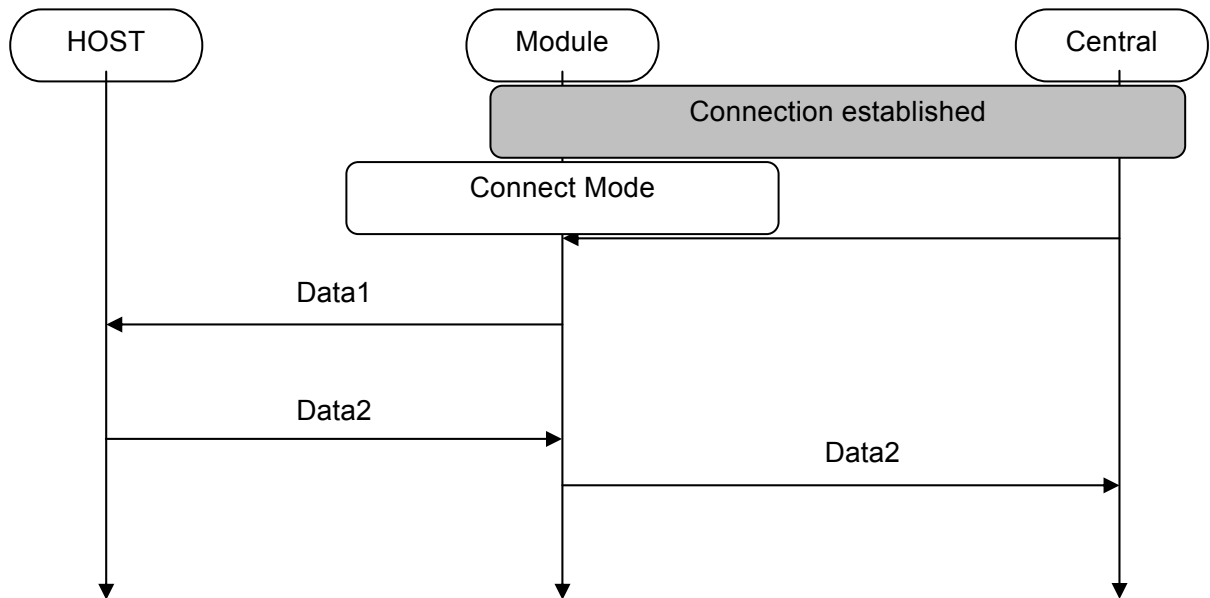 HOST
Module
Central
Connection established
Connect Mode
Data1
Data2
Data2